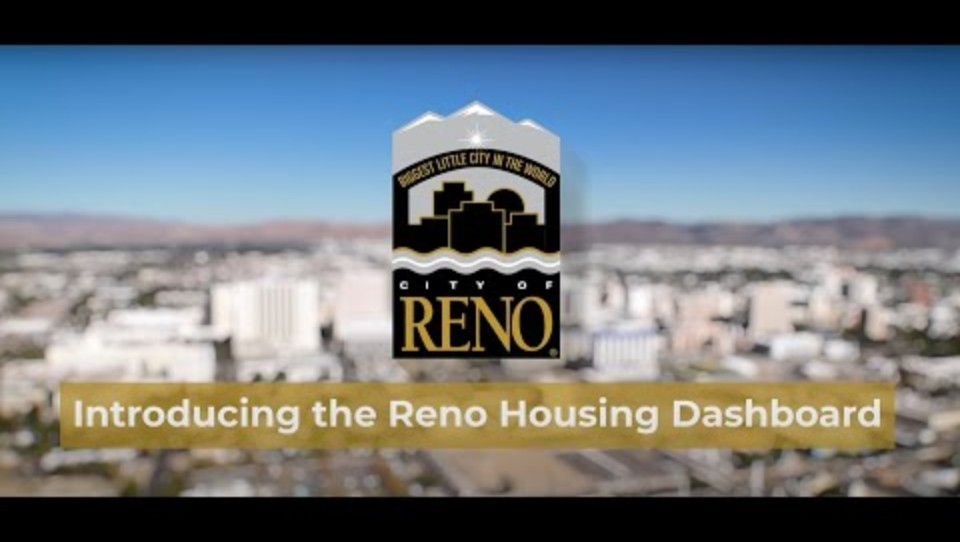 BIGGEST LITTLE CITY IN THE WORLD
CITY OF
RENO®
Introducing the Reno Housing Dashboard